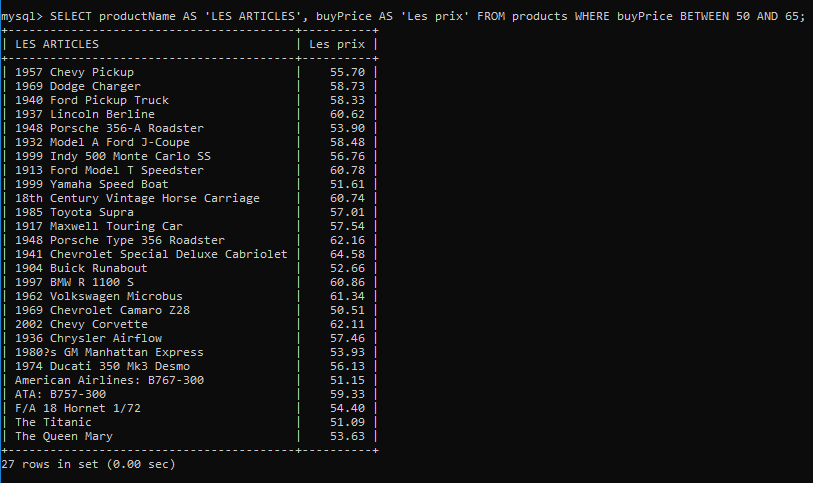 mysql> SELECT productName AS 'LES ARTICLES', buyPrice AS 'Les prix' FROM products WHERE buyPrice BETWEEN 50 AND 65;
+-----------------------------------------+----------+
| LES ARTICLES                            | Les prix |
+-----------------------------------------+----------+
| 1957 Chevy Pickup                       |    55.70 |
| 1969 Dodge Charger                      |    58.73 |
| 1940 Ford Pickup Truck                  |    58.33 |
| 1937 Lincoln Berline                    |    60.62 |
| 1948 Porsche 356-A Roadster             |    53.90 |
| 1932 Model A Ford J-Coupe               |    58.48 |
| 1999 Indy 500 Monte Carlo SS            |    56.76 |
| 1913 Ford Model T Speedster             |    60.78 |
| 1999 Yamaha Speed Boat                  |    51.61 |
| 18th Century Vintage Horse Carriage     |    60.74 |
| 1985 Toyota Supra                       |    57.01 |
| 1917 Maxwell Touring Car                |    57.54 |
| 1948 Porsche Type 356 Roadster          |    62.16 |
| 1941 Chevrolet Special Deluxe Cabriolet |    64.58 |
| 1904 Buick Runabout                     |    52.66 |
| 1997 BMW R 1100 S                       |    60.86 |
| 1962 Volkswagen Microbus                |    61.34 |
| 1969 Chevrolet Camaro Z28               |    50.51 |
| 2002 Chevy Corvette                     |    62.11 |
| 1936 Chrysler Airflow                   |    57.46 |
| 1980?s GM Manhattan Express             |    53.93 |
| 1974 Ducati 350 Mk3 Desmo               |    56.13 |
| American Airlines: B767-300             |    51.15 |
| ATA: B757-300                           |    59.33 |
| F/A 18 Hornet 1/72                      |    54.40 |
| The Titanic                             |    51.09 |
| The Queen Mary                          |    53.63 |
+-----------------------------------------+----------+
27 rows in set (0.00 sec)